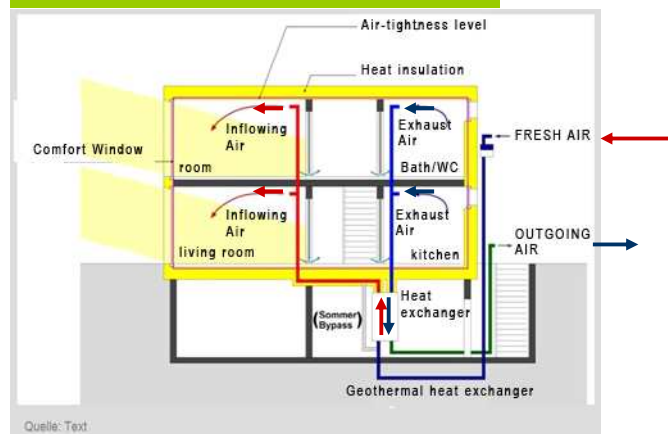 Air-tightness level
Heat insulation
Comfort Window
Inflowing
Air
room
Exhaust
Air
Bath/WC
FRESH AIR
Inflowing
Air
living room
Exhaust
Air
kitchen
OUTGOING
AIR
(Sommer
Bypass)
Heat
exchanger
Geothermal heat exchanger
Quelle: Text